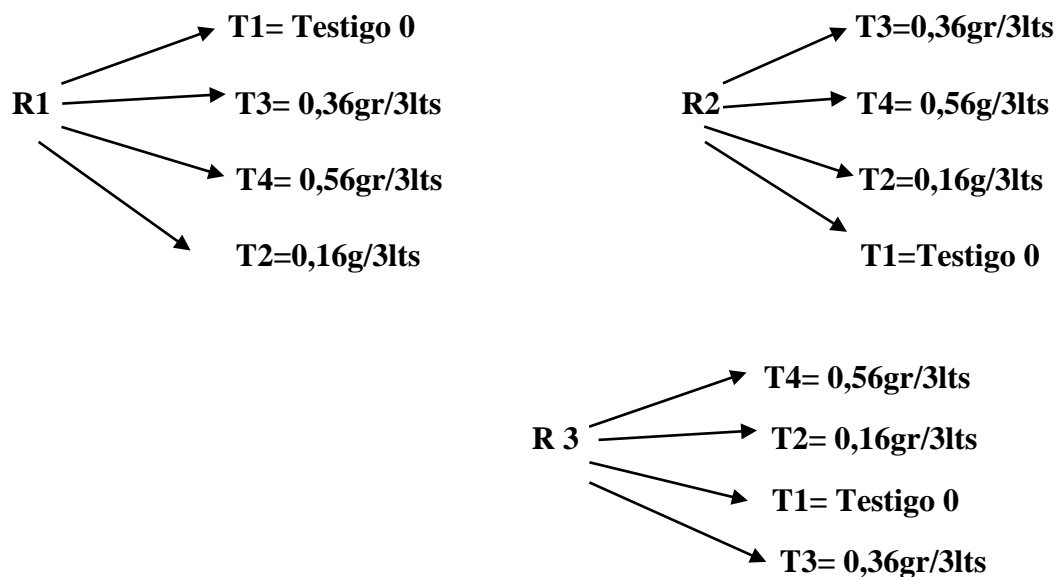 R1
T1= Testigo 0
T3= 0,36gr/3lts
T4= 0,56gr/3lts
T2=0,16g/3lts
R2
T3=0,36gr/3lts
T4= 0,56g/3lts
T2=0,16g/3lts
T1=Testigo 0
R 3
T4= 0,56gr/3lts
T2= 0,16gr/3lts
T1= Testigo 0
T3= 0,36gr/3lts